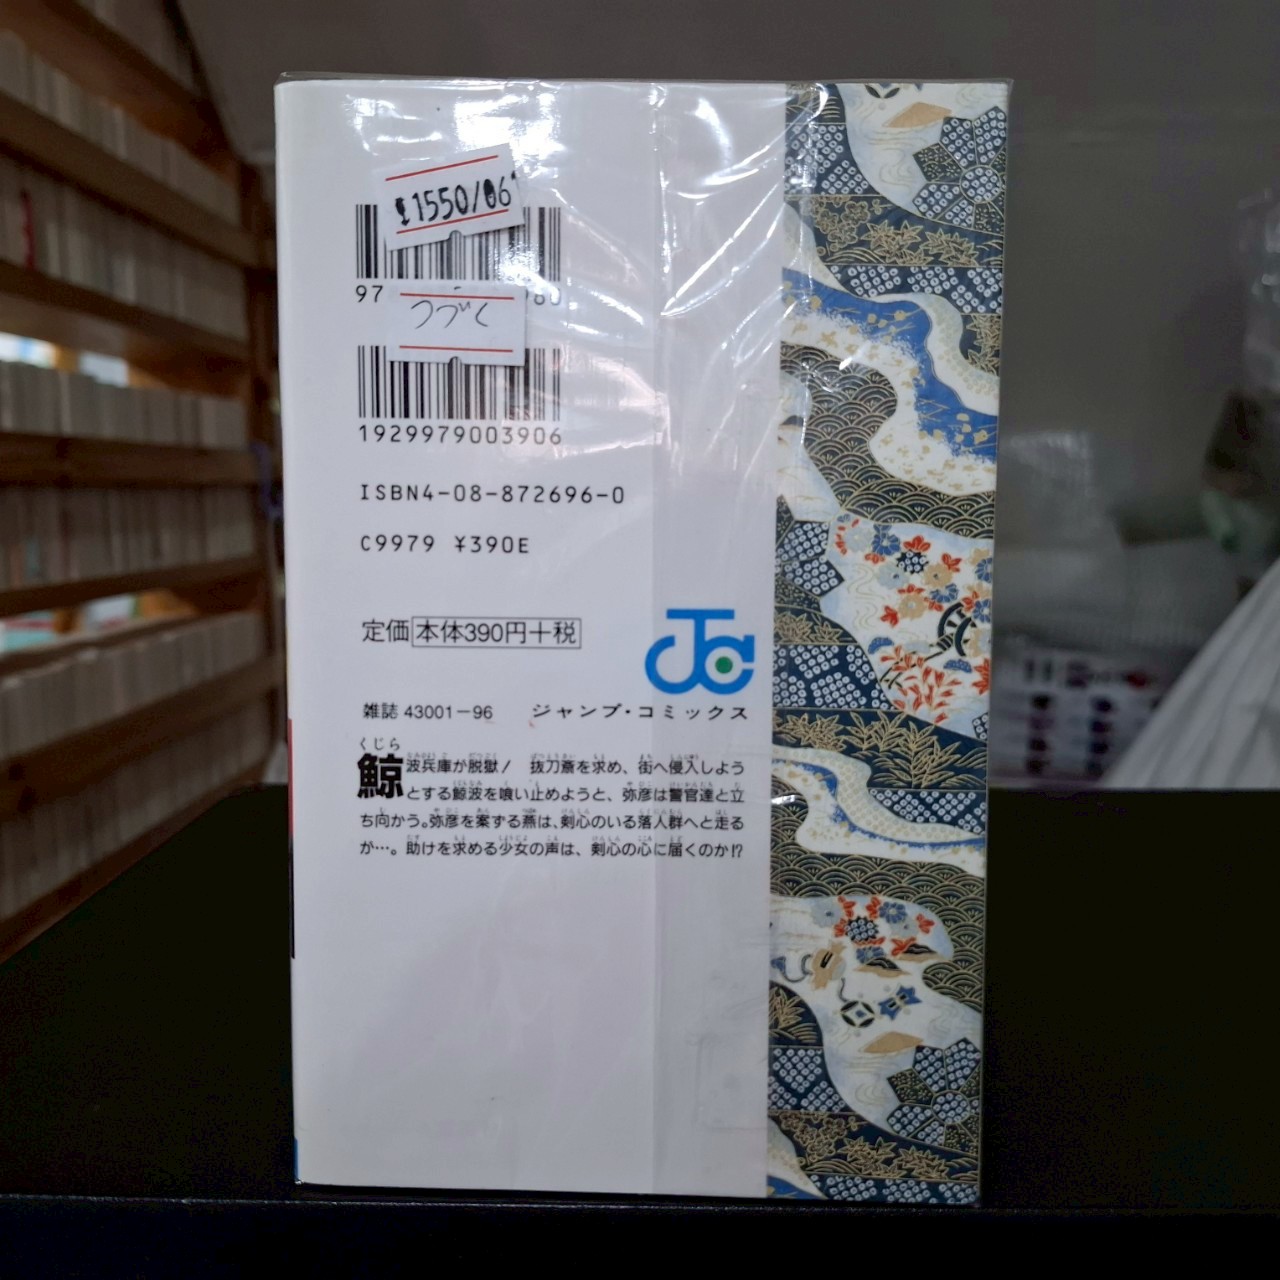 £1550/06
97
980
つづく
1929979003906
ISBN4-08-872696-0
C9979 ¥390E
定価 本体390円+税
JC
雑誌 43001-96 ジャンプ・コミックス
くじら
鯨波兵庫が脱獄! 抜刀斎を求め、街へ侵入しよう
とする鯨波を喰い止めようと、弥彦は警官達と立
ち向かう。弥彦を案ずる燕は、剣心のいる落人群へと走る
が…。助けを求める少女の声は、剣心の心に届くのか!?